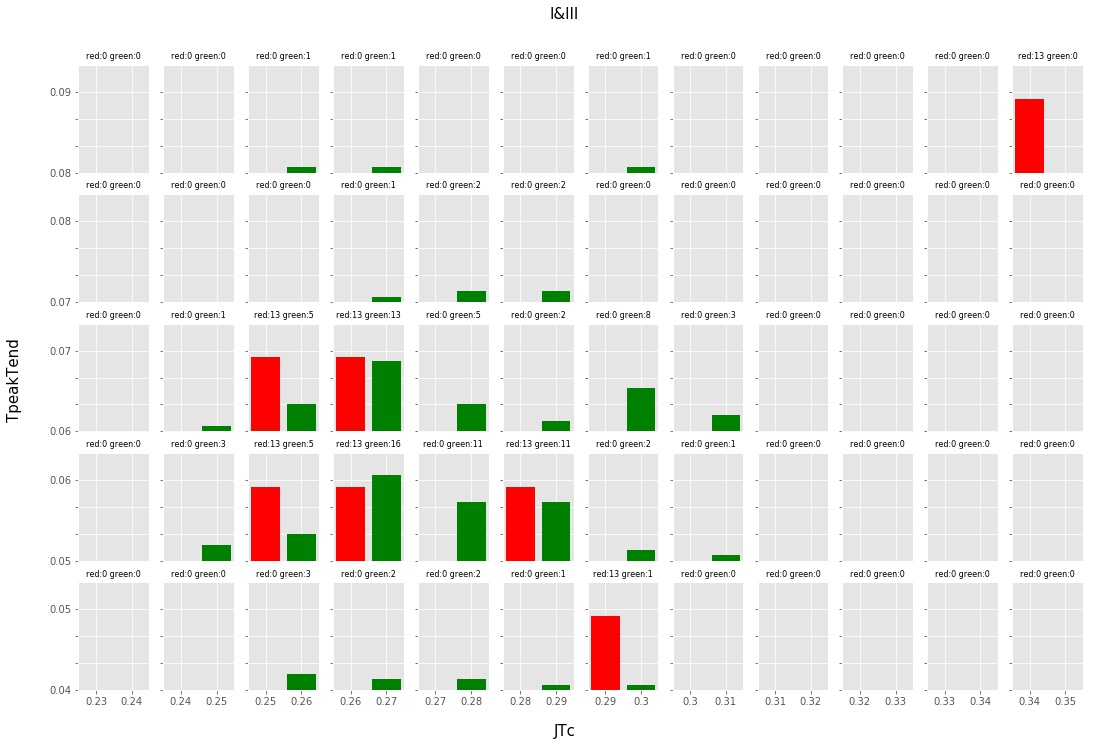 I&III
red:0 green:0 red:0 green:0 red:0 green:1 red:0 green:1 red:0 green:0 red:0 green:0 red:0 green:1 red:0 green:0 red:0 green:0 red:0 green:0 red:0 green:0 red:13 green:0
0.09
0.08
red:0 green:0 red:0 green:0 red:0 green:0 red:0 green:1 red:0 green:2 red:0 green:2 red:0 green:0 red:0 green:0 red:0 green:0 red:0 green:0 red:0 green:0 red:0 green:0
0.08
0.07
red:0 green:0 red:0 green:1 red:13 green:5 red:13 green:13 red:0 green:5 red:0 green:2 red:0 green:8 red:0 green:3 red:0 green:0 red:0 green:0 red:0 green:0 red:0 green:0
0.07
0.06
TpeakTend
red:0 green:0 red:0 green:3 red:13 green:5 red:13 green:16 red:0 green:11 red:13 green:11 red:0 green:2 red:0 green:1 red:0 green:0 red:0 green:0 red:0 green:0 red:0 green:0
0.06
0.05
red:0 green:0 red:0 green:0 red:0 green:3 red:0 green:2 red:0 green:2 red:0 green:1 red:13 green:1 red:0 green:0 red:0 green:0 red:0 green:0 red:0 green:0 red:0 green:0
0.05
0.04
0.23 0.24 0.24 0.25 0.25 0.26 0.26 0.27 0.27 0.28 0.28 0.29 0.29 0.3 0.3 0.31 0.31 0.32 0.32 0.33 0.33 0.34 0.34 0.35
JTc